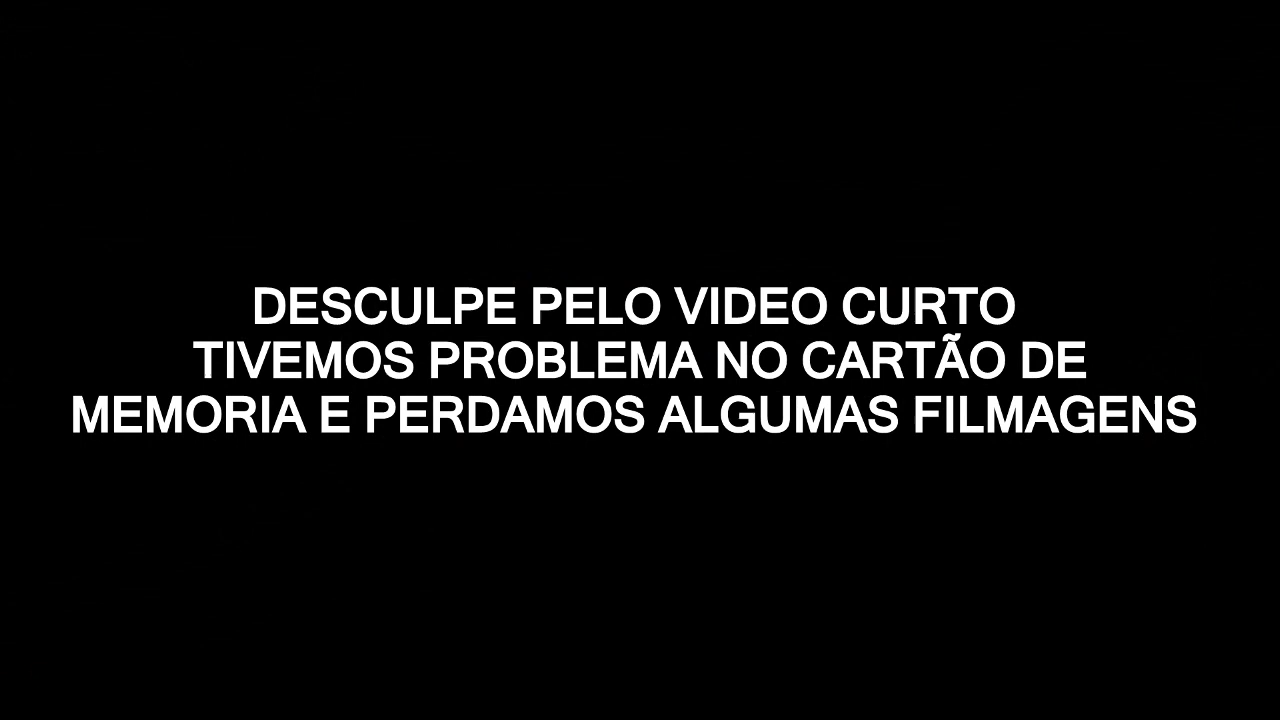 DESCULPE PELO VIDEO CURTO
TIVEMOS PROBLEMA NO CARTÃO DE
MEMORIA E PERDAMOS ALGUMAS FILMAGENS